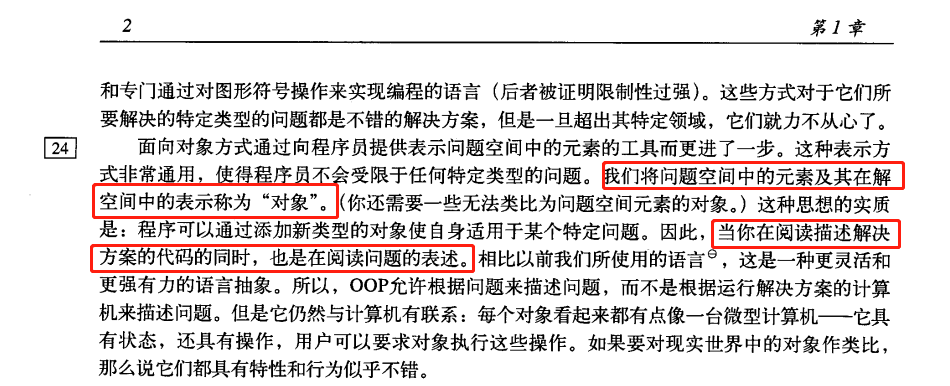 2
第1章
和专门通过对图形符号操作来实现编程的语言（后者被证明限制性过强）。这些方式对于它们所
要解决的特定类型的问题都是不错的解决方案，但是一旦超出其特定领域，它们就力不从心了。
24
面向对象方式通过向程序员提供表示问题空间中的元素的工具而更进了一步。这种表示方
式非常通用，使得程序员不会受限于任何特定类型的问题。我们将问题空间中的元素及其在解
空间中的表示称为“对象”。（你还需要一些无法类比为问题空间元素的对象。）这种思想的实质
是：程序可以通过添加新类型的对象使自身适用于某个特定问题。因此，当你在阅读描述解决
方案的代码的同时，也是在阅读问题的表述。相比以前我们所使用的语言⊖，这是一种更灵活和
更强有力的语言抽象。所以，OOP允许根据问题来描述问题，而不是根据运行解决方案的计算
机来描述问题。但是它仍然与计算机有联系：每个对象看起来都有点像一台微型计算机——它具
有状态，还具有操作，用户可以要求对象执行这些操作。如果要对现实世界中的对象作类比，
那么说它们都具有特性和行为似乎不错。